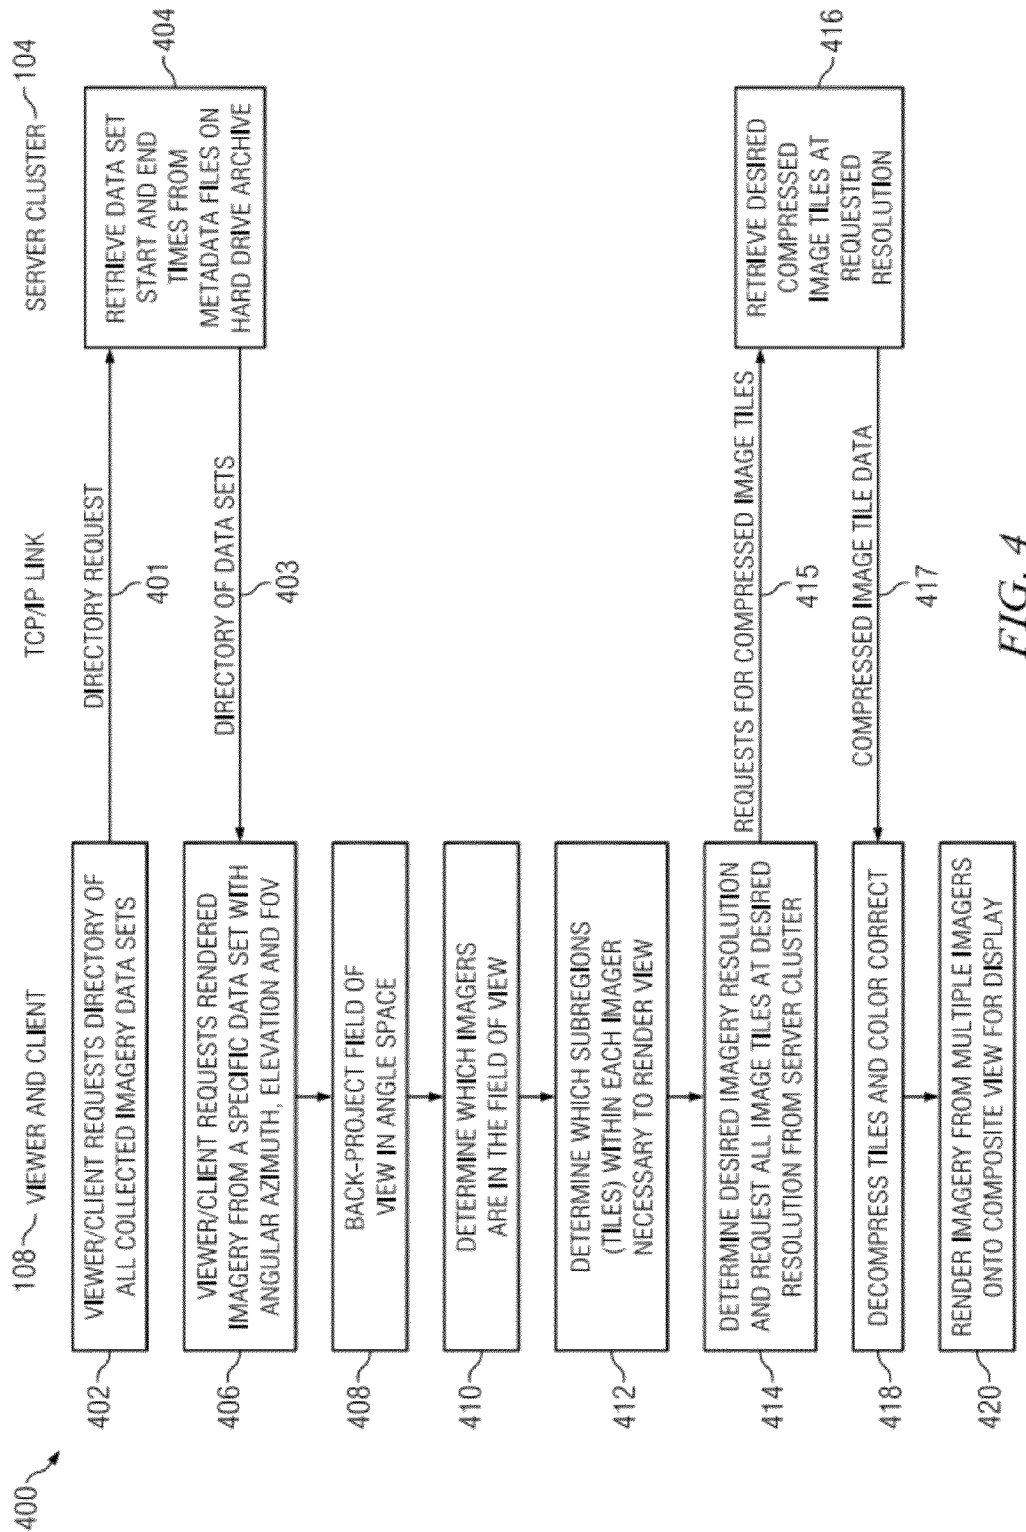 400
108 VIEWER AND CLIENT
TCP/IP LINK
SERVER CLUSTER 104
402
VIEWER/CLIENT REQUESTS DIRECTORY OF
ALL COLLECTED IMAGERY DATA SETS
DIRECTORY REQUEST
401
RETRIEVE DATA SET
START AND END
TIMES FROM
METADATA FILES ON
HARD DRIVE ARCHIVE
404
DIRECTORY OF DATA SETS
403
406
VIEWER/CLIENT REQUESTS RENDERED
IMAGERY FROM A SPECIFIC DATA SET WITH
ANGULAR AZIMUTH, ELEVATION AND FOV
408
BACK-PROJECT FIELD OF
VIEW IN ANGLE SPACE
410
DETERMINE WHICH IMAGERS
ARE IN THE FIELD OF VIEW
412
DETERMINE WHICH SUBREGIONS
(TILES) WITHIN EACH IMAGER
NECESSARY TO RENDER VIEW
414
DETERMINE DESIRED IMAGERY RESOLUTION
AND REQUEST ALL IMAGE TILES AT DESIRED
RESOLUTION FROM SERVER CLUSTER
REQUESTS FOR COMPRESSED IMAGE TILES
415
RETRIEVE DESIRED
COMPRESSED
IMAGE TILES AT
REQUESTED
RESOLUTION
416
COMPRESSED IMAGE TILE DATA
417
418
DECOMPRESS TILES AND COLOR CORRECT
420
RENDER IMAGERY FROM MULTIPLE IMAGERS
ONTO COMPOSITE VIEW FOR DISPLAY
FIG. 4